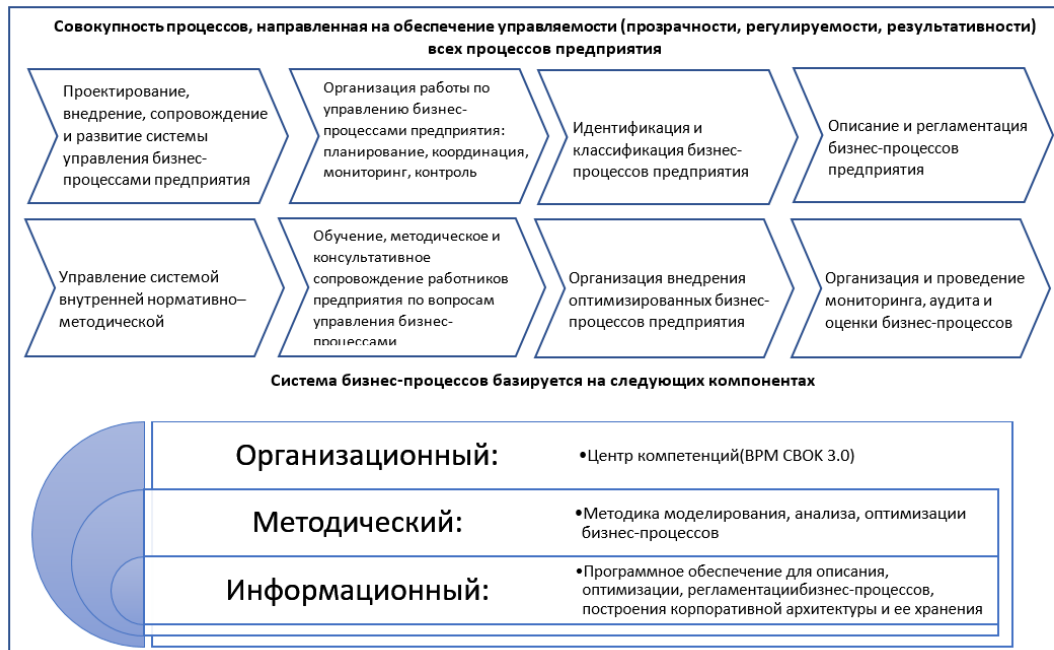 Совокупность процессов, направленная на обеспечение управляемости (прозрачности, регулируемости, результативности)
всех процессов предприятия
Проектирование,
внедрение, сопровождение
и развитие системы
управления бизнес-
процессами предприятия
Организация работы по
управлению бизнес-
процессами предприятия:
планирование, координация,
мониторинг, контроль
Идентификация и
классификация бизнес-
процессов предприятия
Описание и регламентация
бизнес-процессов
предприятия
Управление системой
внутренней нормативно–
методической
Обучение, методическое и
консультативное
сопровождение работников
предприятия по вопросам
управления бизнес-
процессами
Организация внедрения
оптимизированных бизнес-
процессов предприятия
Организация и проведение
мониторинга, аудита и
оценки бизнес-процессов
Система бизнес-процессов базируется на следующих компонентах
Организационный:
•Центр компетенций(BPM CBOK 3.0)
Методический:
•Методика моделирования, анализа, оптимизации
бизнес-процессов
Информационный:
•Программное обеспечение для описания,
оптимизации, регламентациибизнес-процессов,
построения корпоративной архитектуры и ее хранения